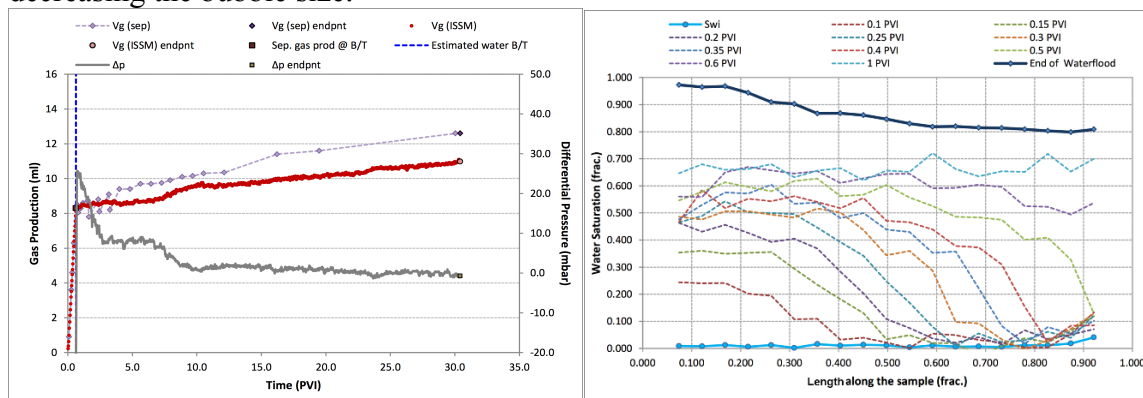 decreasing the bubble size.
Vg (sep)
Vg (sep) endpnt
Vg (ISSM)
Vg (ISSM) endpnt
Sep. gas prod @ B/T
Estimated water B/T
Δp
Δp endpnt
16
14
12
10
8
6
4
2
0
Gas Production (ml)
50.0
40.0
30.0
20.0
10.0
0.0
-10.0
-20.0
Differential Pressure (mbar)
0.0 5.0 10.0 15.0 20.0 25.0 30.0 35.0
Time (PVI)
Swi
0.1 PVI
0.15 PVI
0.2 PVI
0.25 PVI
0.3 PVI
0.35 PVI
0.4 PVI
0.5 PVI
0.6 PVI
1 PVI
End of Waterflood
1.000
0.900
0.800
0.700
0.600
0.500
0.400
0.300
0.200
0.100
0.000
Water Saturation (frac.)
0.000 0.100 0.200 0.300 0.400 0.500 0.600 0.700 0.800 0.900 1.000
Length along the sample (frac.)